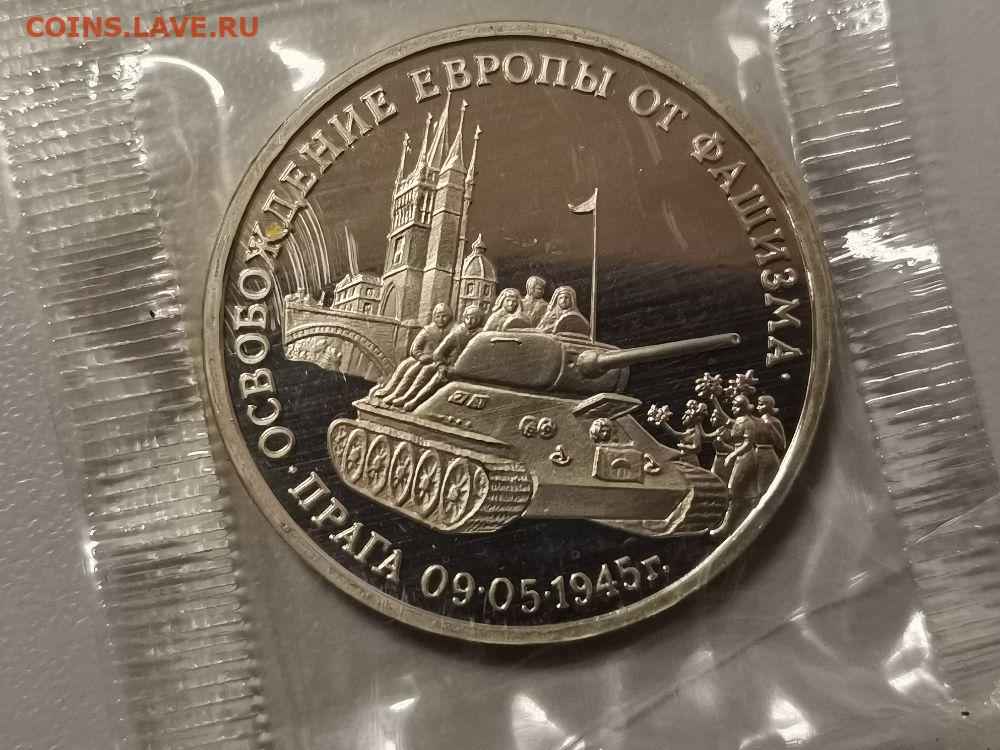 COINS.LAVE.RU
ОСВОБОЖДЕНИЕ ЕВРОПЫ ОТ ФАШИЗМА·
·ПРАГА 09·05·1945г.